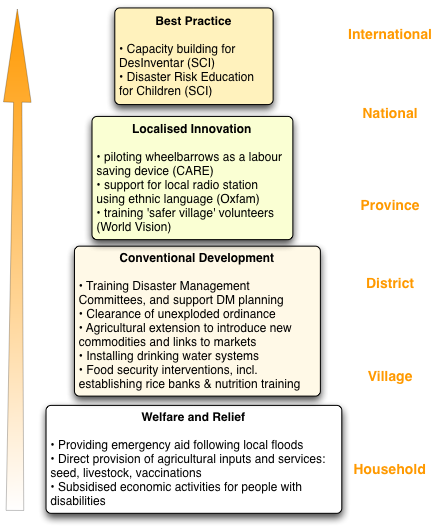 Best Practice
• Capacity building for
DesInventar (SCI)
• Disaster Risk Education
for Children (SCI)
Localised Innovation
• piloting wheelbarrows as a labour
saving device (CARE)
• support for local radio station
using ethnic language (Oxfam)
• training 'safer village' volunteers
(World Vision)
Conventional Development
• Training Disaster Management
Committees, and support DM planning
• Clearance of unexploded ordinance
• Agricultural extension to introduce new
commodities and links to markets
• Installing drinking water systems
• Food security interventions, incl.
establishing rice banks & nutrition training
Welfare and Relief
• Providing emergency aid following local floods
• Direct provision of agricultural inputs and services:
seed, livestock, vaccinations
• Subsidised economic activities for people with
disabilities
International
National
Province
District
Village
Household